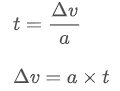 t = Δv / a
Δv = a × t